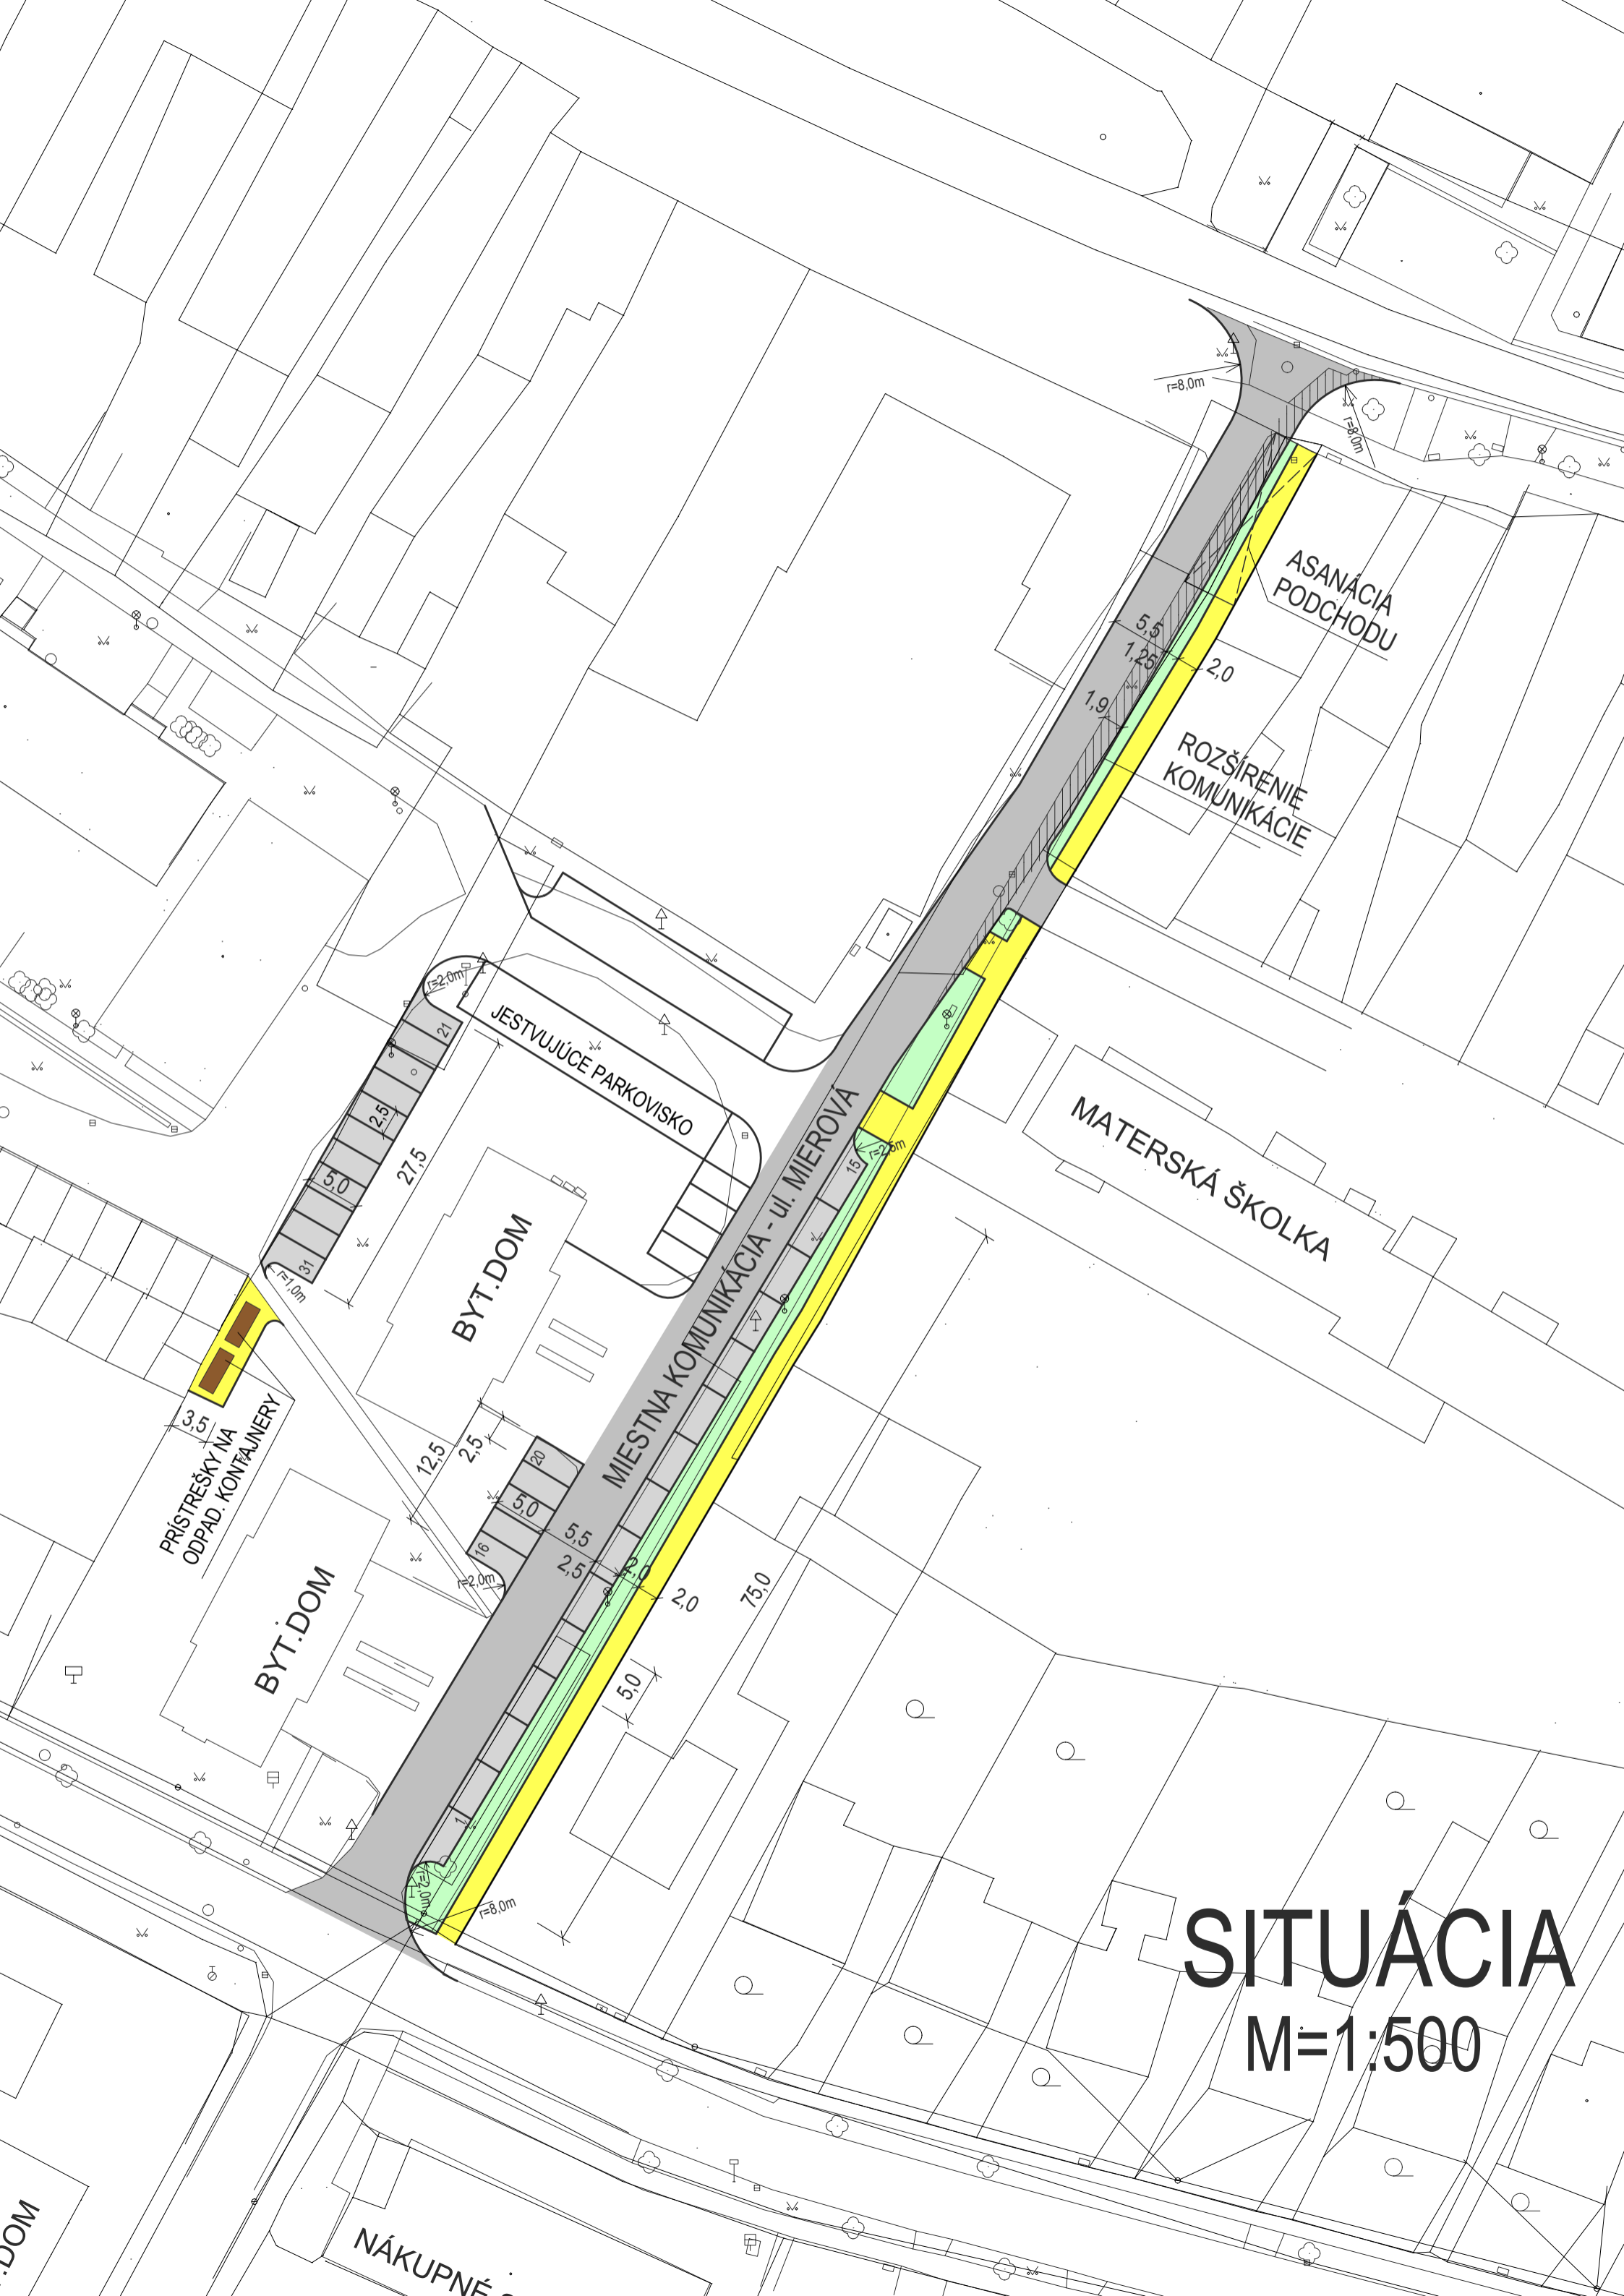 r=8,0m
r=8,0m
ASANÁCIA
PODCHODU
5,5
1,25
2,0
1,9
ROZŠÍRENIE
KOMUNIKÁCIE
r=2,0m
21
JESTVUJÚCE PARKOVISKO
2,5
27,5
5,0
31
r=1,0m
MATERSKÁ ŠKOLKA
r=2,5m
15
MIESTNA KOMUNIKÁCIA - ul. MIEROVÁ
BYT.DOM
3,5
PRÍSTREŠKY NA
ODPAD. KONTAJNERY
12,5
2,5
20
5,0
16
r=2,0m
5,5
2,5
2,0
2,0
75,0
5,0
BYT.DOM
1
r=2,0m
r=8,0m
SITUÁCIA
M=1:500
.DOM
NÁKUPNÉ